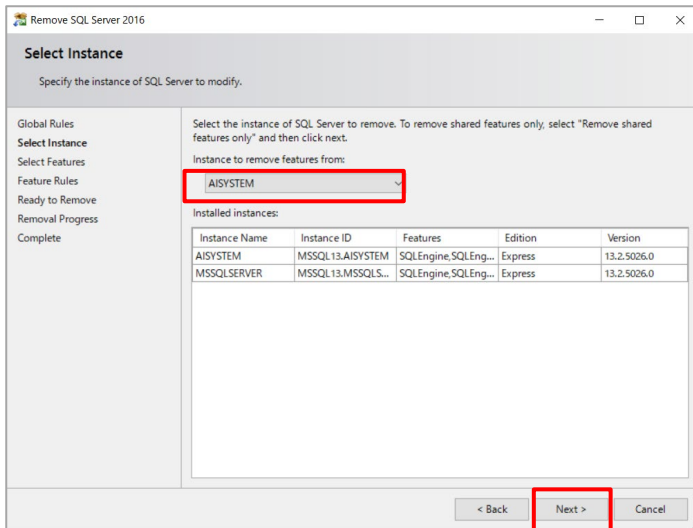 Remove SQL Server 2016
Select Instance
Specify the instance of SQL Server to modify.
Global Rules
Select Instance
Select Features
Feature Rules
Ready to Remove
Removal Progress
Complete
Select the instance of SQL Server to remove. To remove shared features only, select "Remove shared
features only" and then click next.
Instance to remove features from:
AISYSTEM
Installed instances:
Instance Name Instance ID Features Edition Version
AISYSTEM MSSQL13.AISYSTEM SQLEngine,SQLEng... Express 13.2.5026.0
MSSQLSERVER MSSQL13.MSSQLS... SQLEngine,SQLEng... Express 13.2.5026.0
< Back Next > Cancel